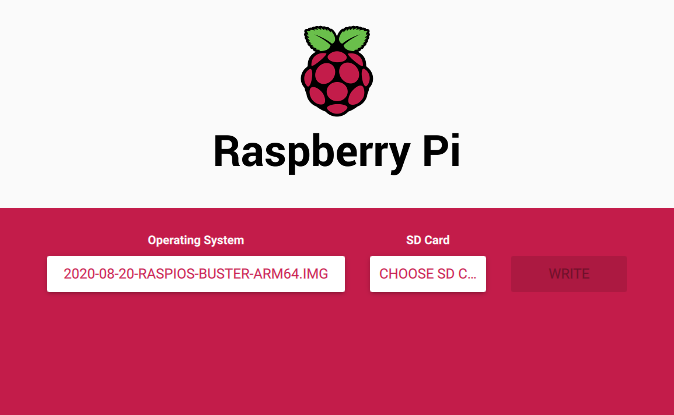 Raspberry Pi
Operating System
SD Card
2020-08-20-RASPIOS-BUSTER-ARM64.IMG
CHOOSE SD C...
WRITE